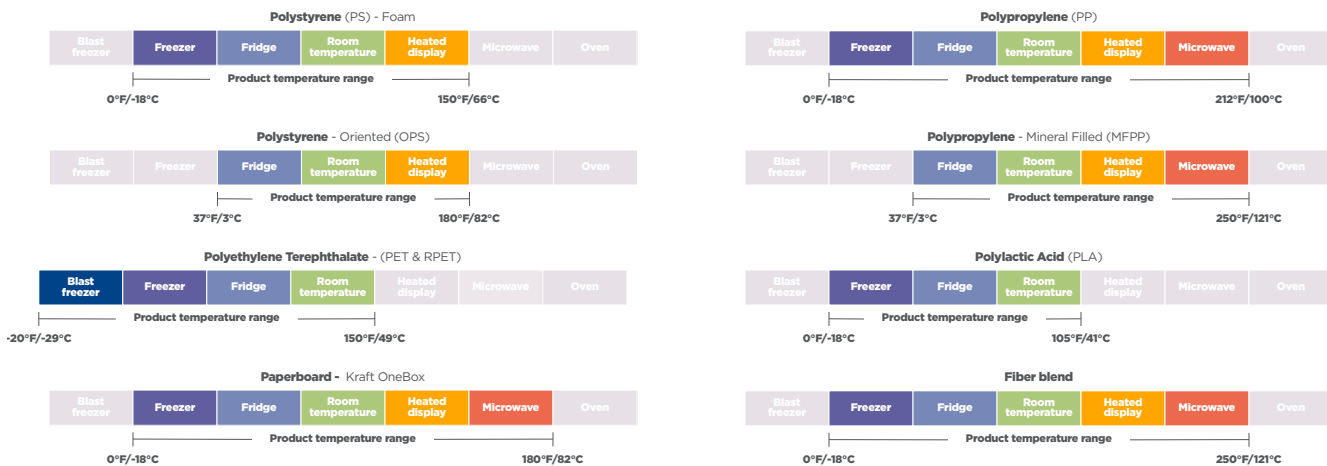 Polystyrene (PS) - Foam
Blast freezer Freezer Fridge Room temperature Heated display Microwave Oven
Product temperature range
0°F/-18°C 150°F/66°C
Polypropylene (PP)
Blast freezer Freezer Fridge Room temperature Heated display Microwave Oven
Product temperature range
0°F/-18°C 212°F/100°C
Polystyrene - Oriented (OPS)
Blast freezer Freezer Fridge Room temperature Heated display Microwave Oven
Product temperature range
37°F/3°C 180°F/82°C
Polypropylene - Mineral Filled (MFPP)
Blast freezer Freezer Fridge Room temperature Heated display Microwave Oven
Product temperature range
37°F/3°C 250°F/121°C
Polyethylene Terephthalate - (PET & RPET)
Blast freezer Freezer Fridge Room temperature Heated display Microwave Oven
Product temperature range
-20°F/-29°C 150°F/49°C
Polylactic Acid (PLA)
Blast freezer Freezer Fridge Room temperature Heated display Microwave Oven
Product temperature range
0°F/-18°C 105°F/41°C
Paperboard - Kraft OneBox
Blast freezer Freezer Fridge Room temperature Heated display Microwave Oven
Product temperature range
0°F/-18°C 180°F/82°C
Fiber blend
Blast freezer Freezer Fridge Room temperature Heated display Microwave Oven
Product temperature range
0°F/-18°C 250°F/121°C